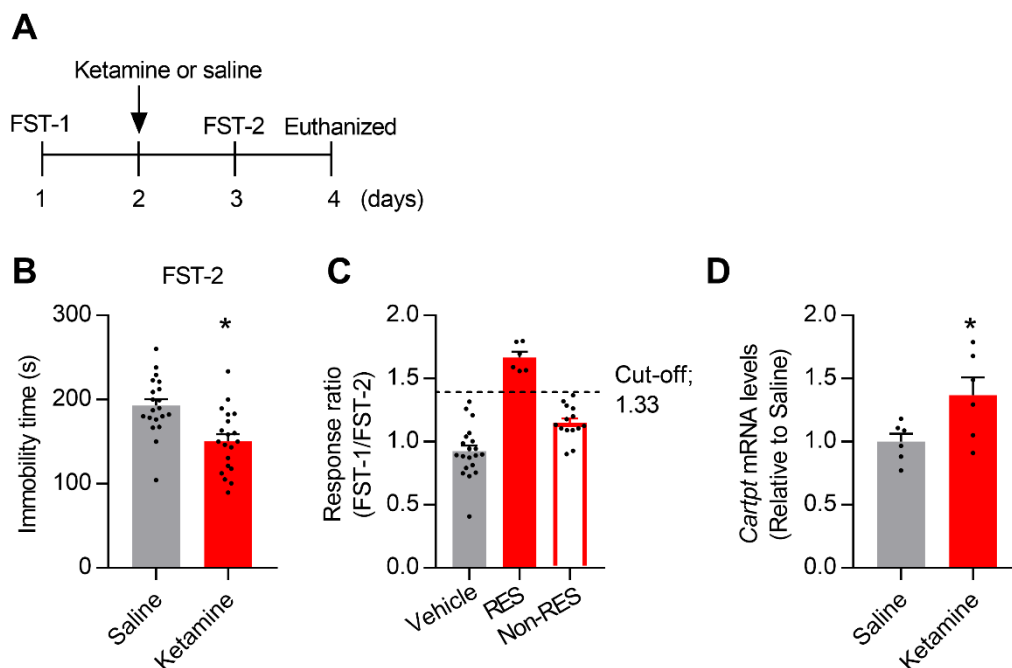 A
Ketamine or saline
FST-1 FST-2 Euthanized
1 2 3 4 (days)
B
FST-2
Immobility time (s)
300
200
100
0
*
Saline
Ketamine
C
Response ratio
(FST-1/FST-2)
2.0
1.5
1.0
0.5
0.0
Cut-off;
1.33
Vehicle
RES
Non-RES
D
Cartpt mRNA levels
(Relative to Saline)
2.0
1.5
1.0
0.5
0.0
*
Saline
Ketamine